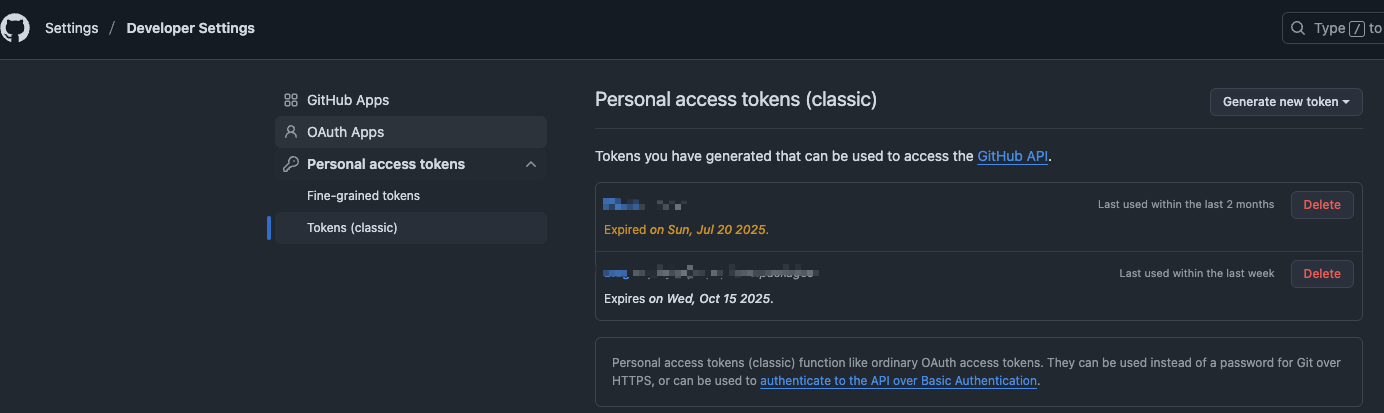 Settings / Developer Settings
Type / to
GitHub Apps
OAuth Apps
Personal access tokens
Fine-grained tokens
Tokens (classic)
Personal access tokens (classic)
Generate new token
Tokens you have generated that can be used to access the GitHub API.
Last used within the last 2 months
Delete
Expired on Sun, Jul 20 2025.
Last used within the last week
Delete
Expires on Wed, Oct 15 2025.
Personal access tokens (classic) function like ordinary OAuth access tokens. They can be used instead of a password for Git over
HTTPS, or can be used to authenticate to the API over Basic Authentication.